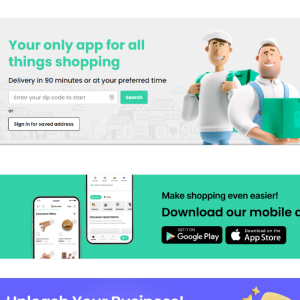 Your only app for all
things shopping
Delivery in 90 minutes or at your preferred time
Enter your zip code to start
Search
or
Sign in for saved address
Make shopping even easier!
Download our mobile
GET IT ON
Google Play
Download on the
App Store
Unleash Your Business!